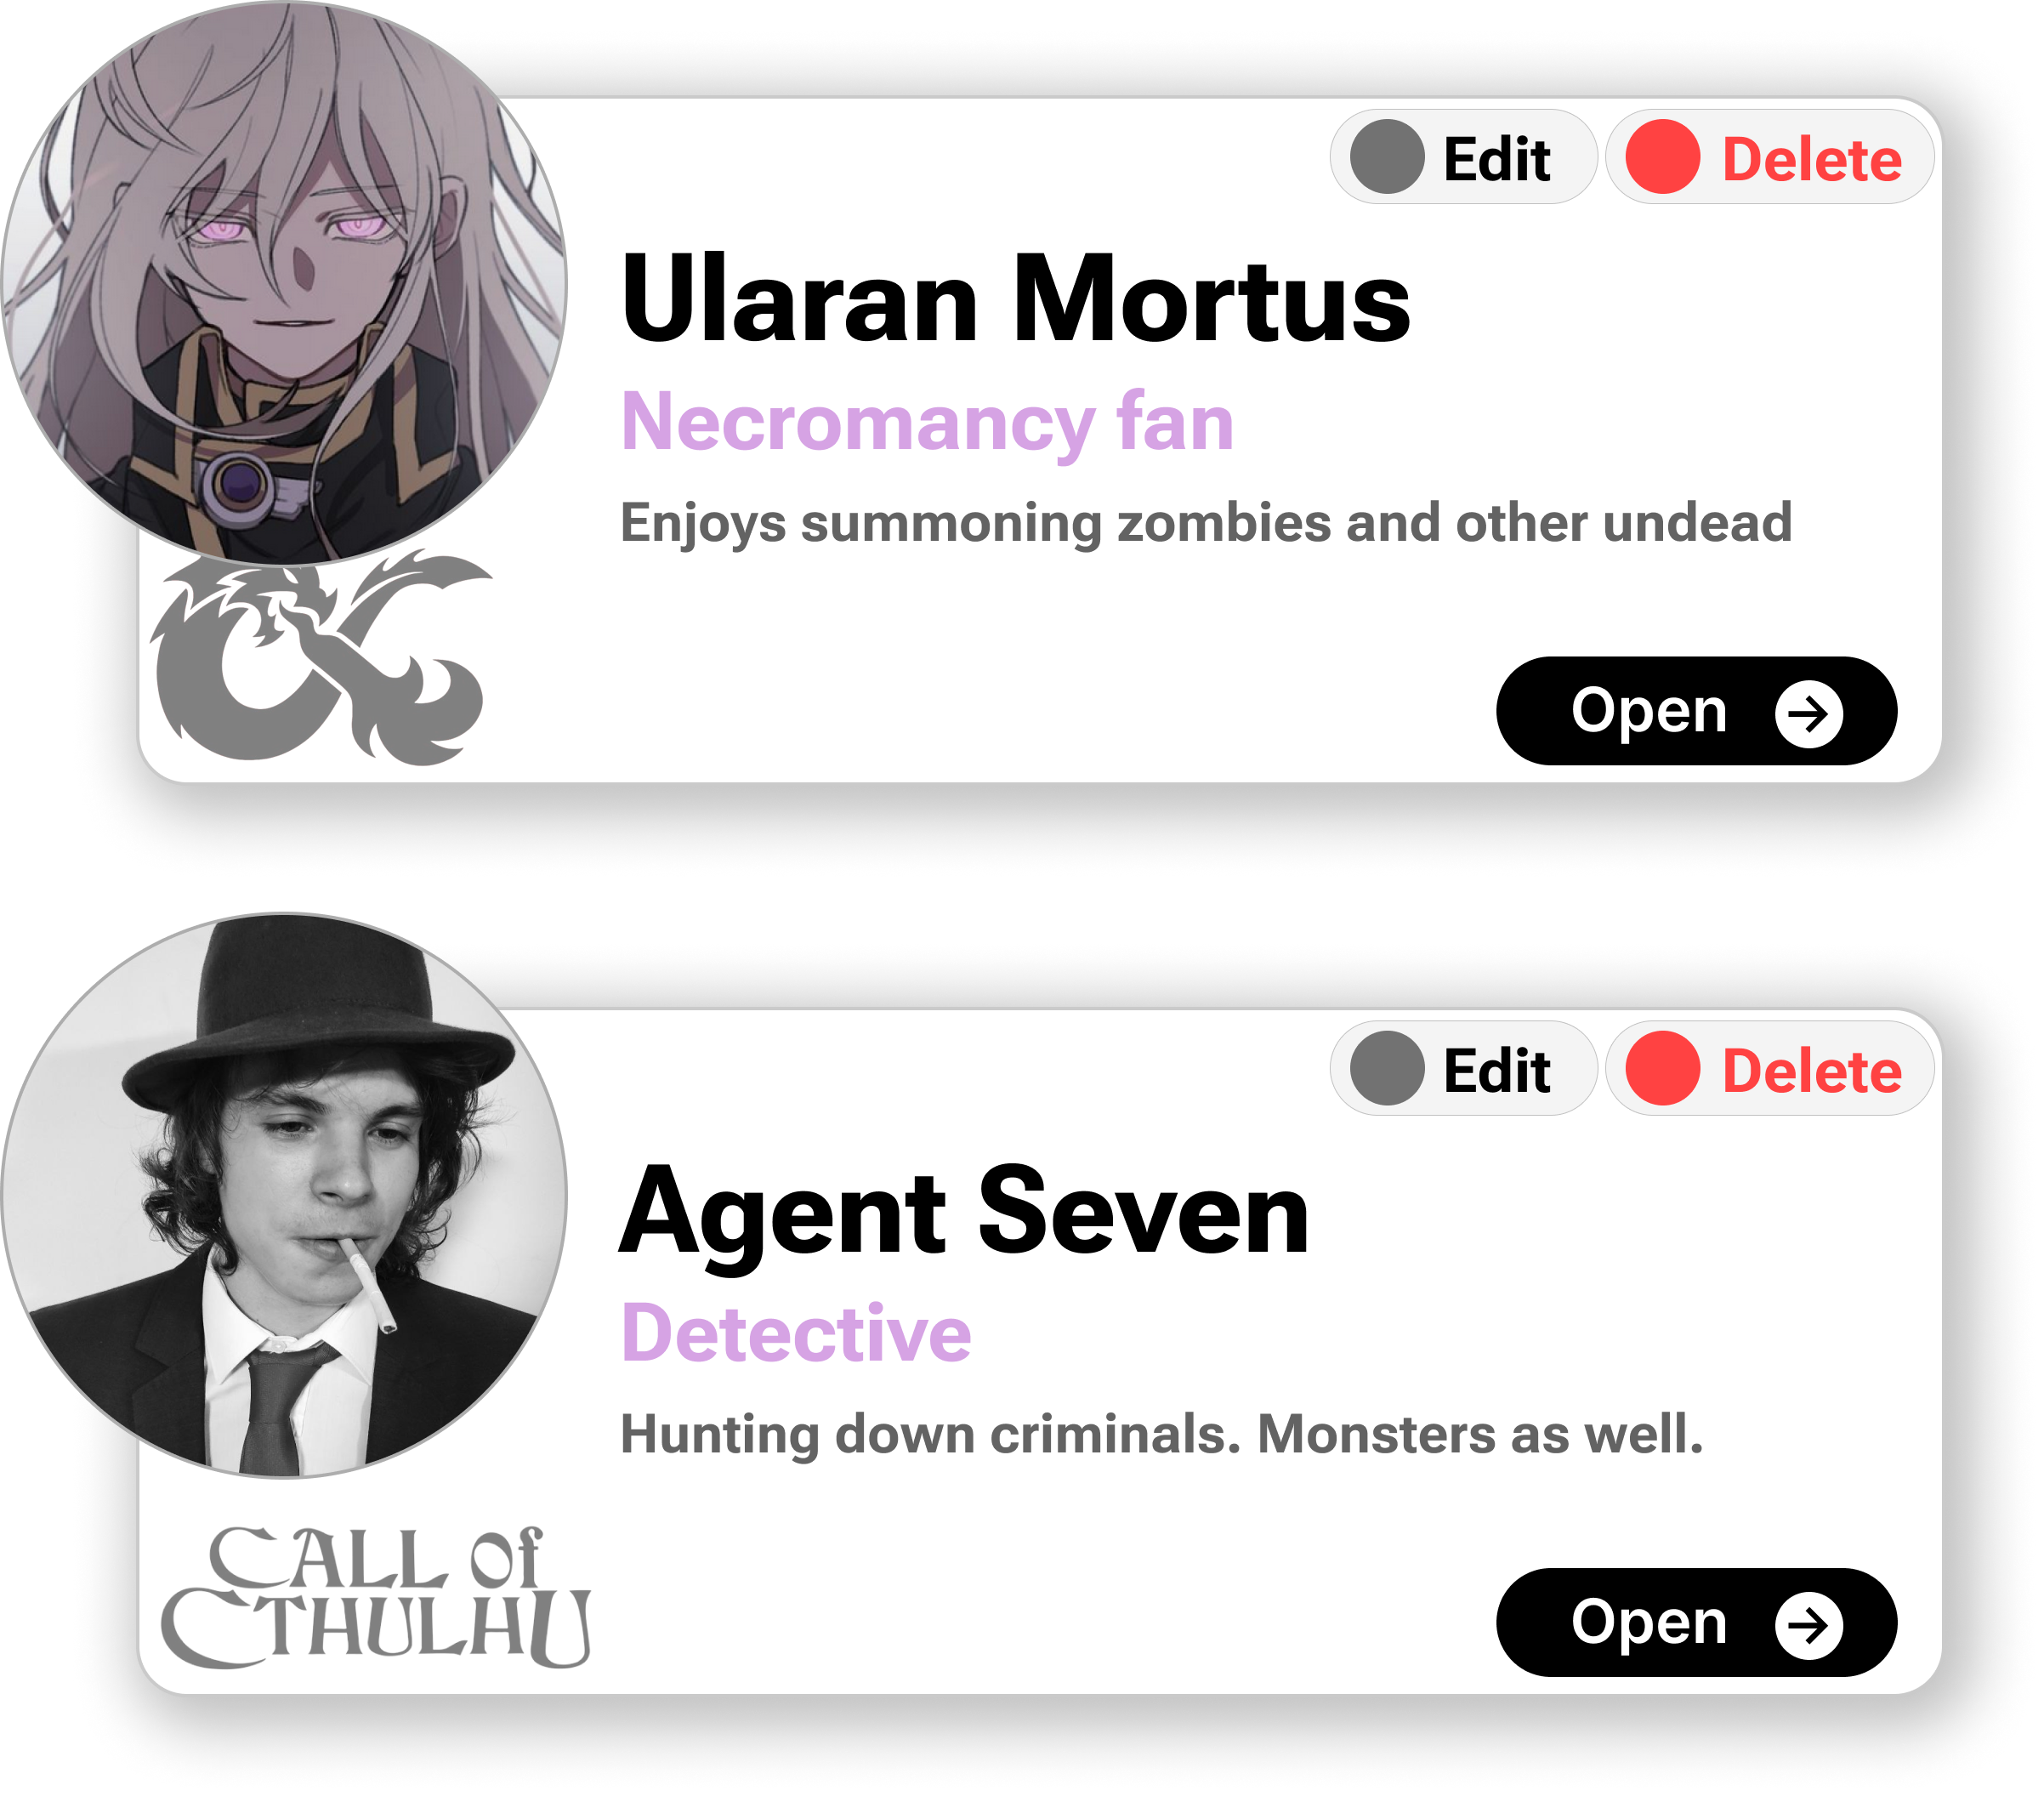 Edit
Delete
Ularan Mortus
Necromancy fan
Enjoys summoning zombies and other undead
Open
Edit
Delete
Agent Seven
Detective
Hunting down criminals. Monsters as well.
CALL of
CTHULHU
Open